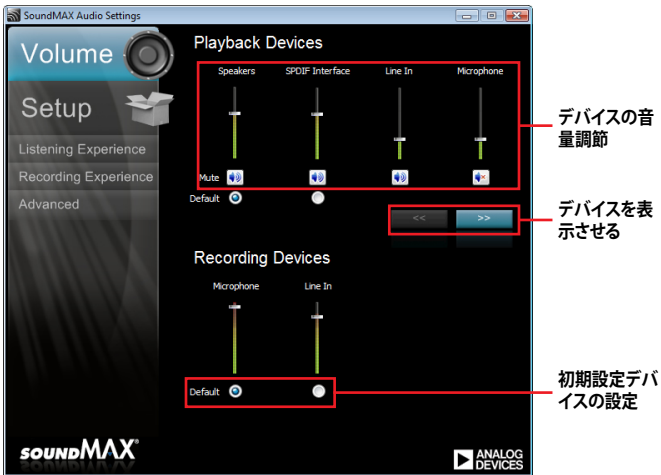 SoundMAX Audio Settings
Volume
Setup
Listening Experience
Recording Experience
Advanced
Playback Devices
Speakers SPDIF Interface Line In Microphone
Mute
Default
<< >>
Recording Devices
Microphone Line In
Default
SOUNDMAX®
ANALOG
DEVICES
デバイスの音
量調節
デバイスを表
示させる
初期設定デバ
イスの設定